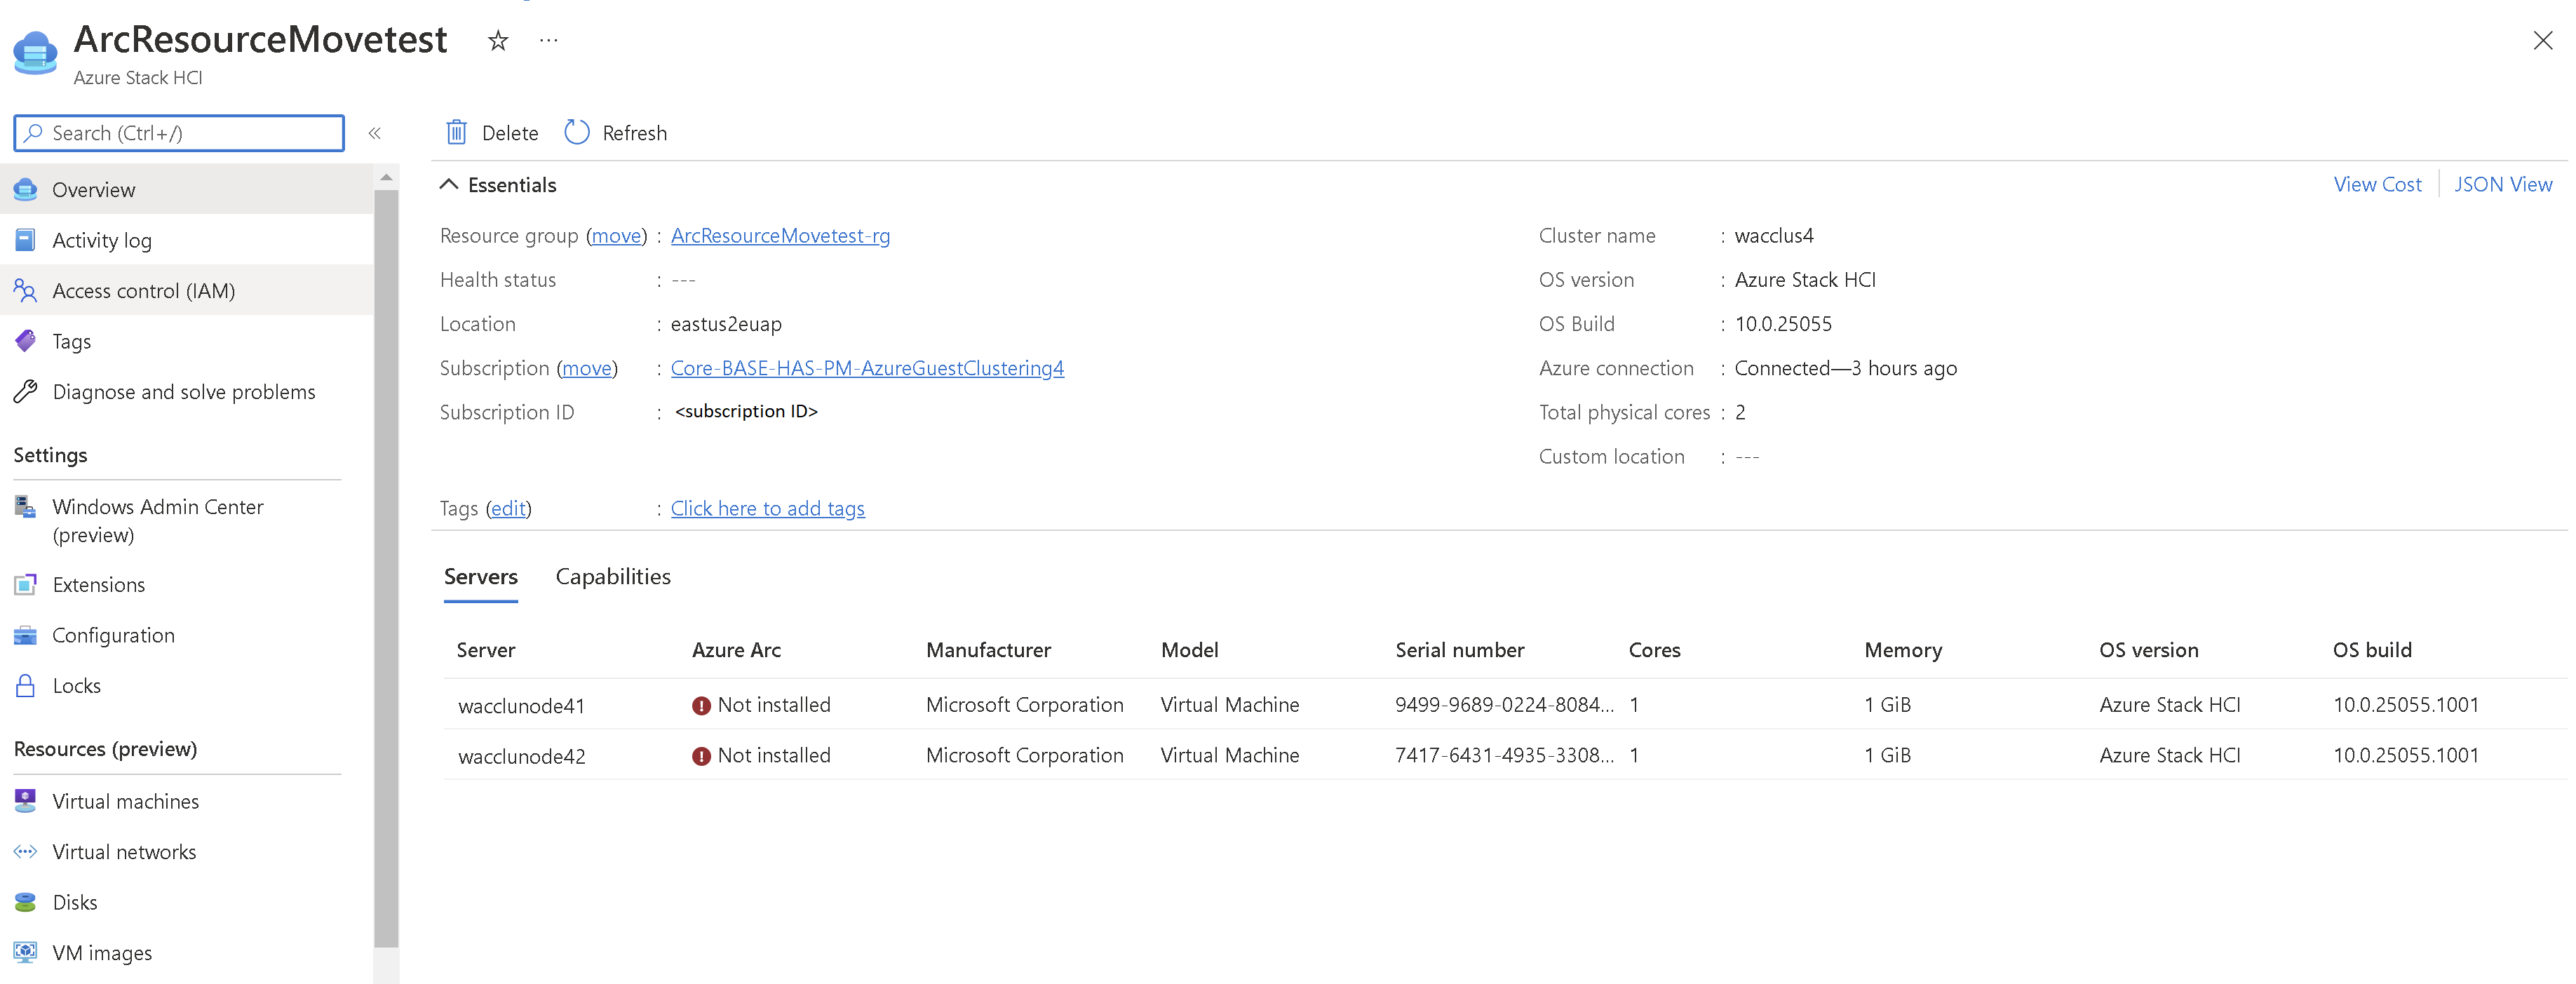 ArcResourceMovetest
Azure Stack HCI
Search (Ctrl+/)
Overview
Activity log
Access control (IAM)
Tags
Diagnose and solve problems
Settings
Windows Admin Center
(preview)
Extensions
Configuration
Locks
Resources (preview)
Virtual machines
Virtual networks
Disks
VM images
Delete Refresh
Essentials
View Cost JSON View
Resource group (move) : ArcResourceMovetest-rg
Health status : ---
Location : eastus2euap
Subscription (move) : Core-BASE-HAS-PM-AzureGuestClustering4
Subscription ID : <subscription ID>
Tags (edit) : Click here to add tags
Cluster name : wacclus4
OS version : Azure Stack HCI
OS Build : 10.0.25055
Azure connection : Connected—3 hours ago
Total physical cores : 2
Custom location : ---
Servers Capabilities
Server Azure Arc Manufacturer Model Serial number Cores Memory OS version OS build
wacclunode41 Not installed Microsoft Corporation Virtual Machine 9499-9689-0224-8084... 1 1 GiB Azure Stack HCI 10.0.25055.1001
wacclunode42 Not installed Microsoft Corporation Virtual Machine 7417-6431-4935-3308... 1 1 GiB Azure Stack HCI 10.0.25055.1001